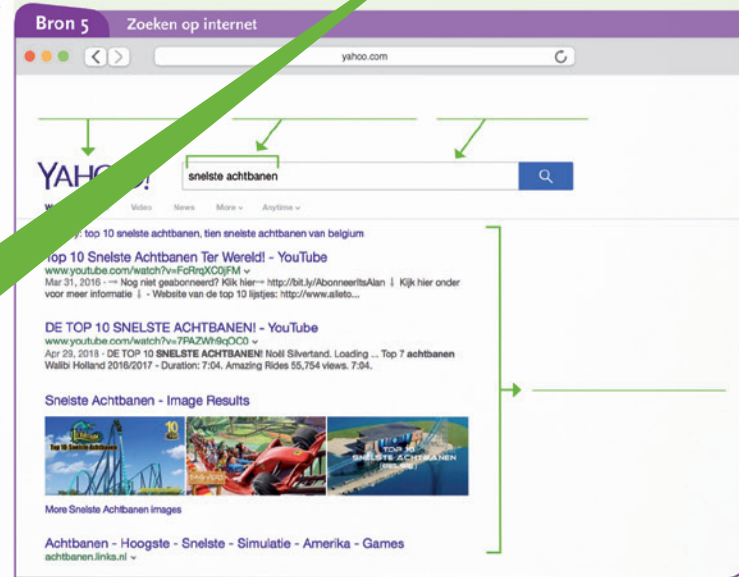 Bron 5 Zoeken op internet
yahoo.com
snelste achtbanen
Video News More Anytime
top 10 snelste achtbanen, tien snelste achtbanen van belgium
Top 10 Snelste Achtbanen Ter Wereld! - YouTube
www.youtube.com/watch?v=FcRrqXC0jFM
Mar 31, 2016 · → Nog niet geabonneerd? Klik hier→ http://bit.ly/AbonneerItsAlan ↓ Kijk hier onder
voor meer informatie ↓ - Website van de top 10 lijstjes: http://www.alleto...
DE TOP 10 SNELSTE ACHTBANEN! - YouTube
www.youtube.com/watch?v=7PAZWh9qOC0
Apr 29, 2018 · DE TOP 10 SNELSTE ACHTBANEN! Noël Silvertand. Loading ... Top 7 achtbanen
Walibi Holland 2016/2017 - Duration: 7:04. Amazing Rides 55,754 views. 7:04.
Snelste Achtbanen - Image Results
Top 10 Snelste Achtbanen
10
TOP 10
SNELSTE ACHTBANEN
(BELGIË)
More Snelste Achtbanen images
Achtbanen - Hoogste - Snelste - Simulatie - Amerika - Games
achtbanen.links.nl